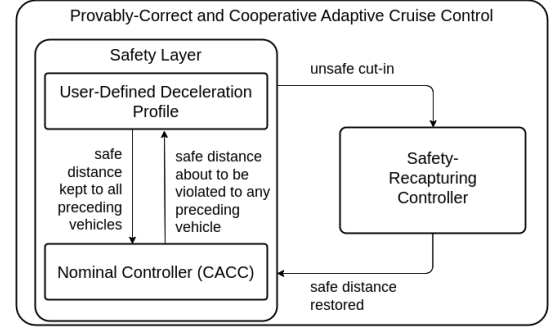 Provably-Correct and Cooperative Adaptive Cruise Control
Safety Layer
User-Defined Deceleration
Profile
safe
distance
kept to all
preceding
vehicles
safe distance
about to be
violated to any
preceding
vehicle
Nominal Controller (CACC)
unsafe cut-in
Safety-
Recapturing
Controller
safe distance
restored